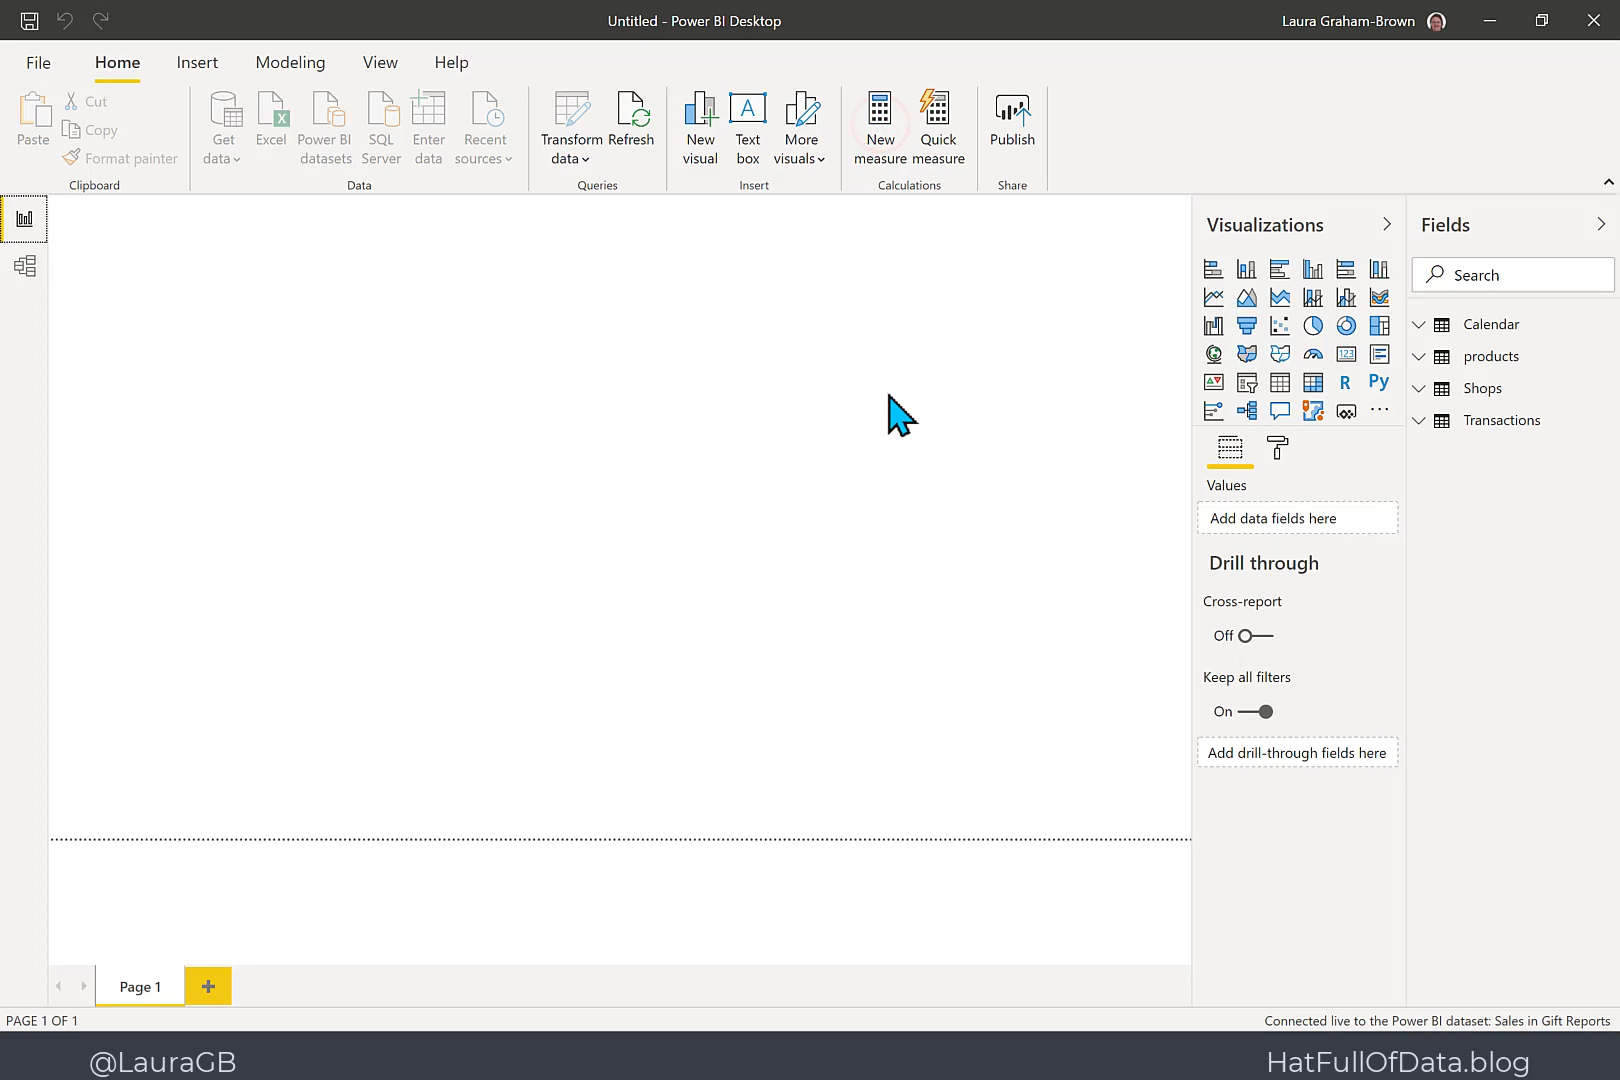 Untitled - Power BI Desktop
Laura Graham-Brown
File
Home
Insert
Modeling
View
Help
Paste
Cut
Copy
Format painter
Clipboard
Get
data
Excel
Power BI
datasets
SQL
Server
Enter
data
Recent
sources
Data
Transform
data
Refresh
Queries
New
visual
A
Text
box
More
visuals
Insert
New
measure
Quick
measure
Calculations
Publish
Share
Visualizations
123
R
Py
Values
Add data fields here
Drill through
Cross-report
Off
Keep all filters
On
Add drill-through fields here
Fields
Search
Calendar
products
Shops
Transactions
Page 1
PAGE 1 OF 1
Connected live to the Power BI dataset: Sales in Gift Reports
@LauraGB
HatFullOfData.blog